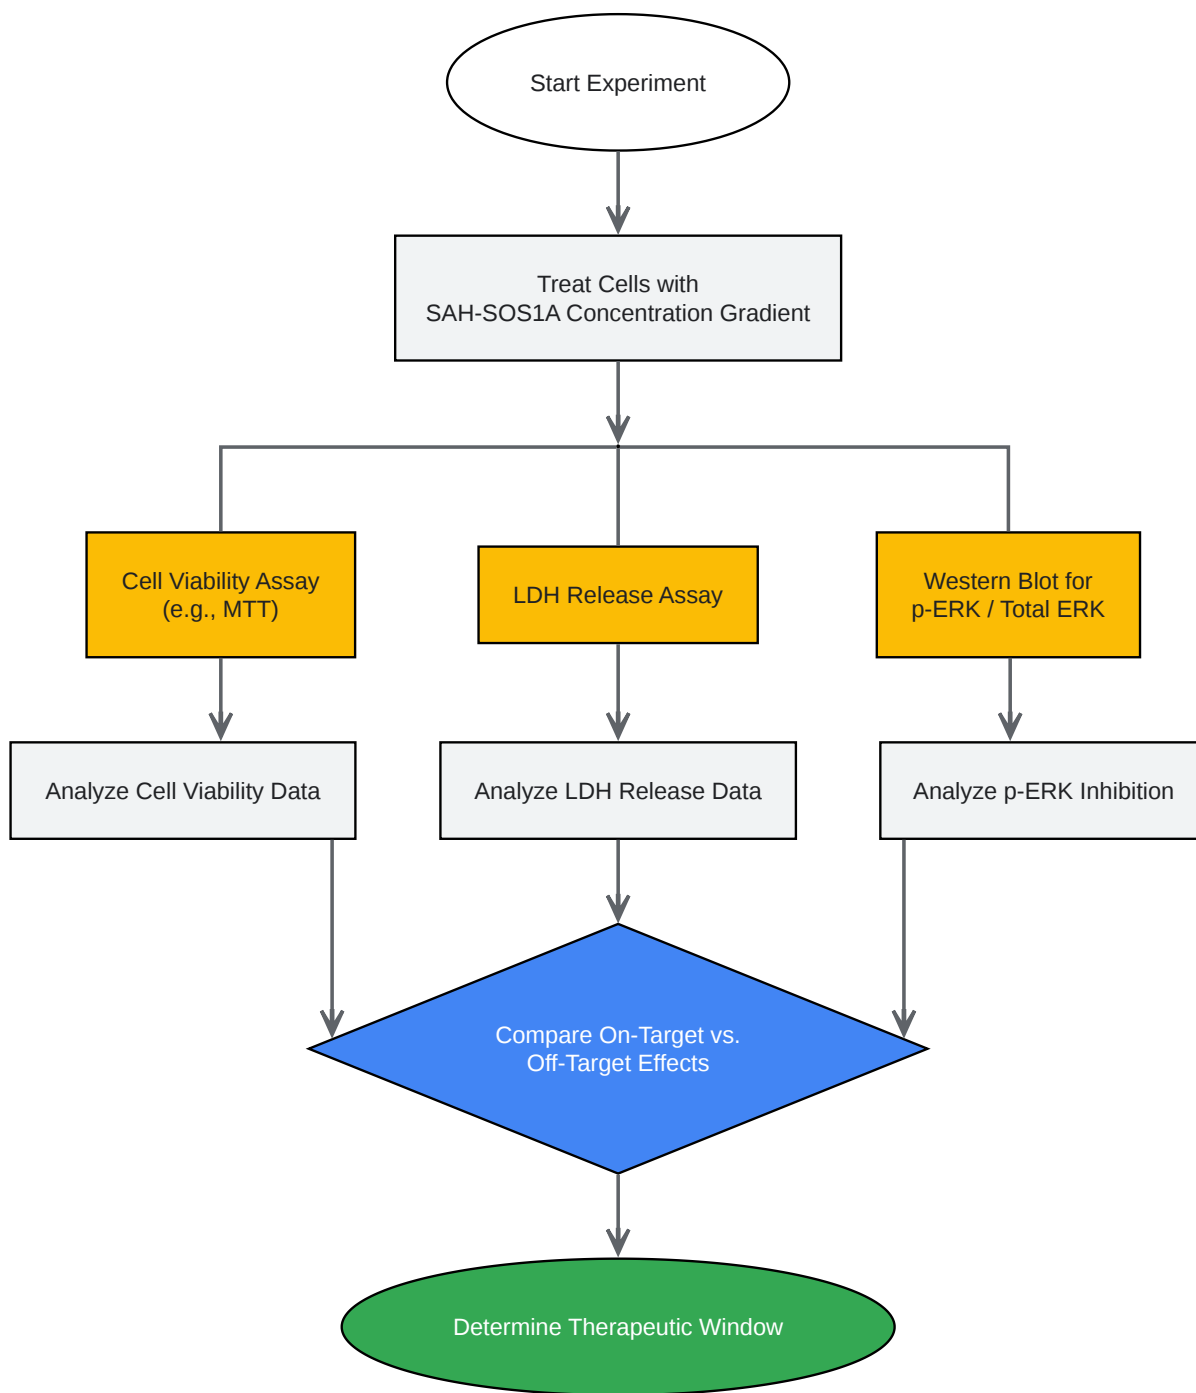 Start Experiment
Treat Cells with
SAH-SOS1A Concentration Gradient
Cell Viability Assay
(e.g., MTT)
LDH Release Assay
Western Blot for
p-ERK / Total ERK
Analyze Cell Viability Data
Analyze LDH Release Data
Analyze p-ERK Inhibition
Compare On-Target vs.
Off-Target Effects
Determine Therapeutic Window